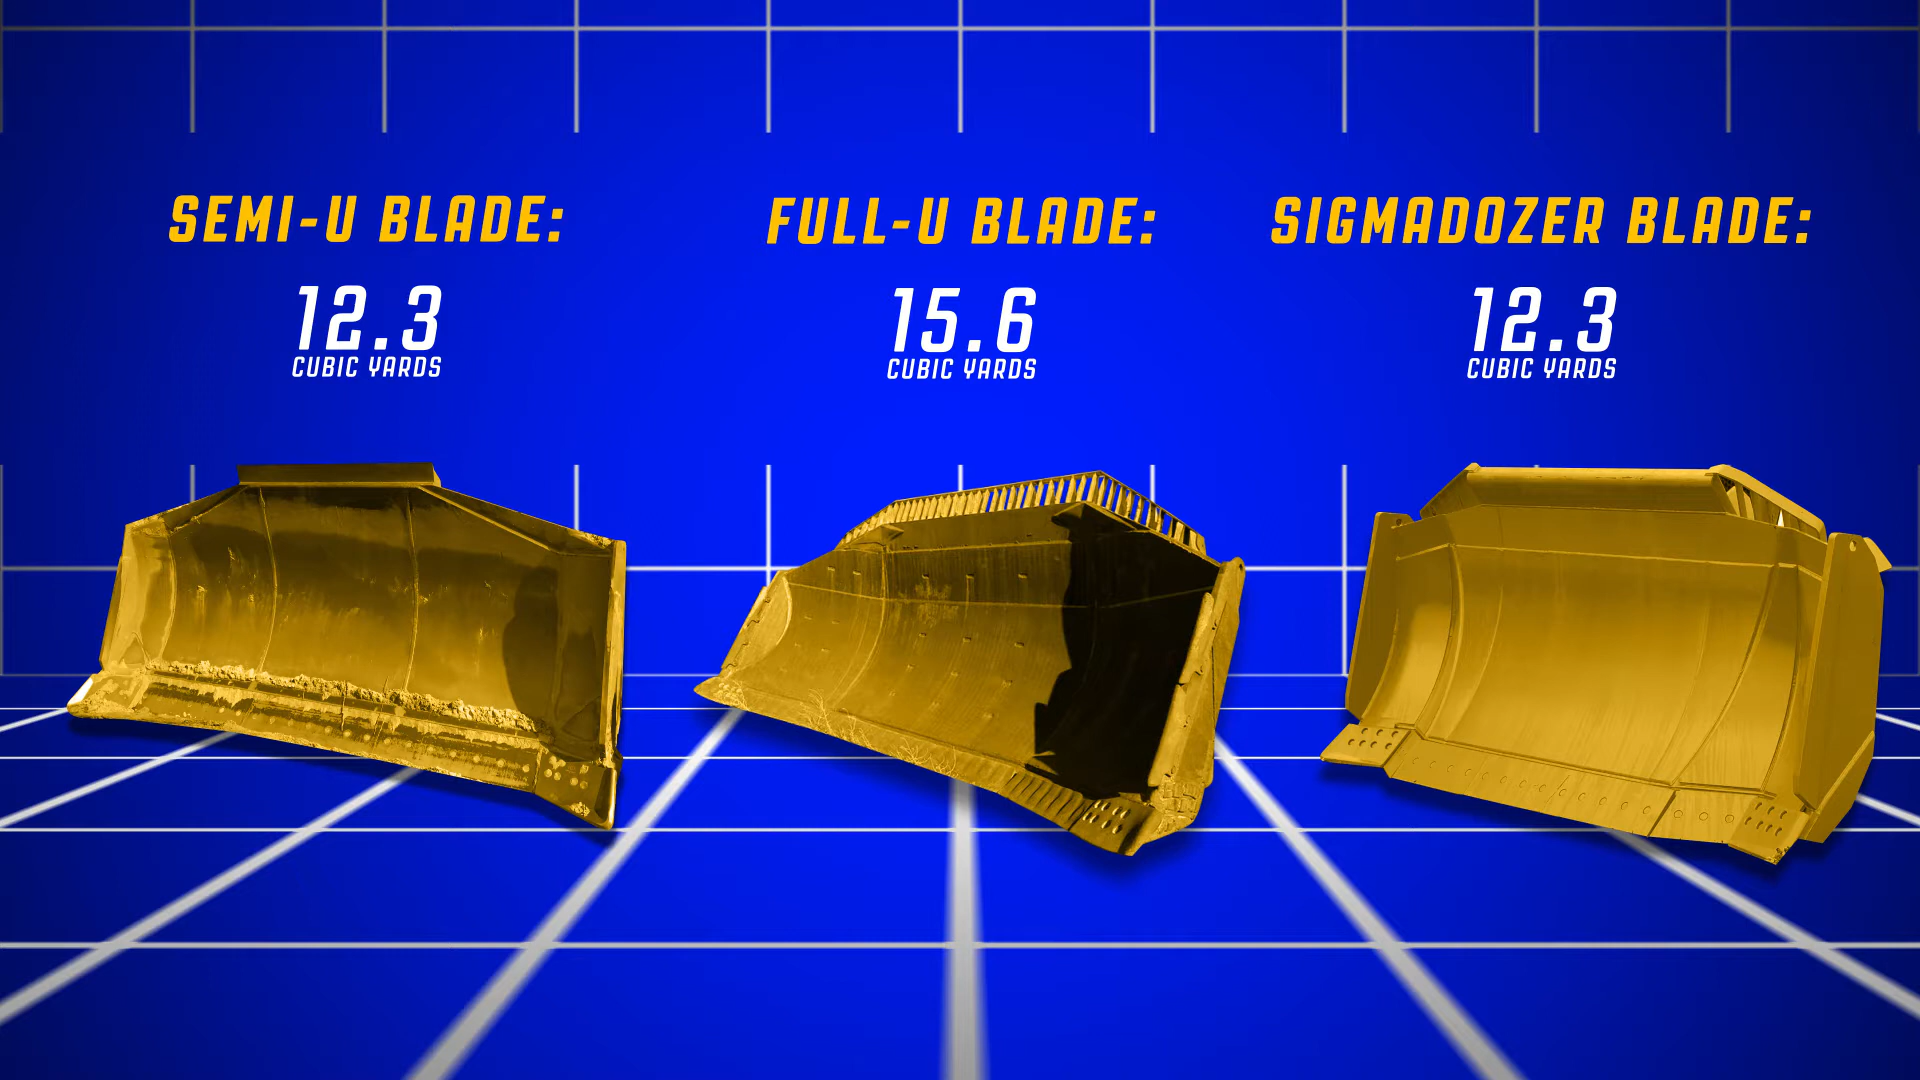 SEMI-U BLADE:
12.3
CUBIC YARDS
FULL-U BLADE:
15.6
CUBIC YARDS
SIGMADOZER BLADE:
12.3
CUBIC YARDS